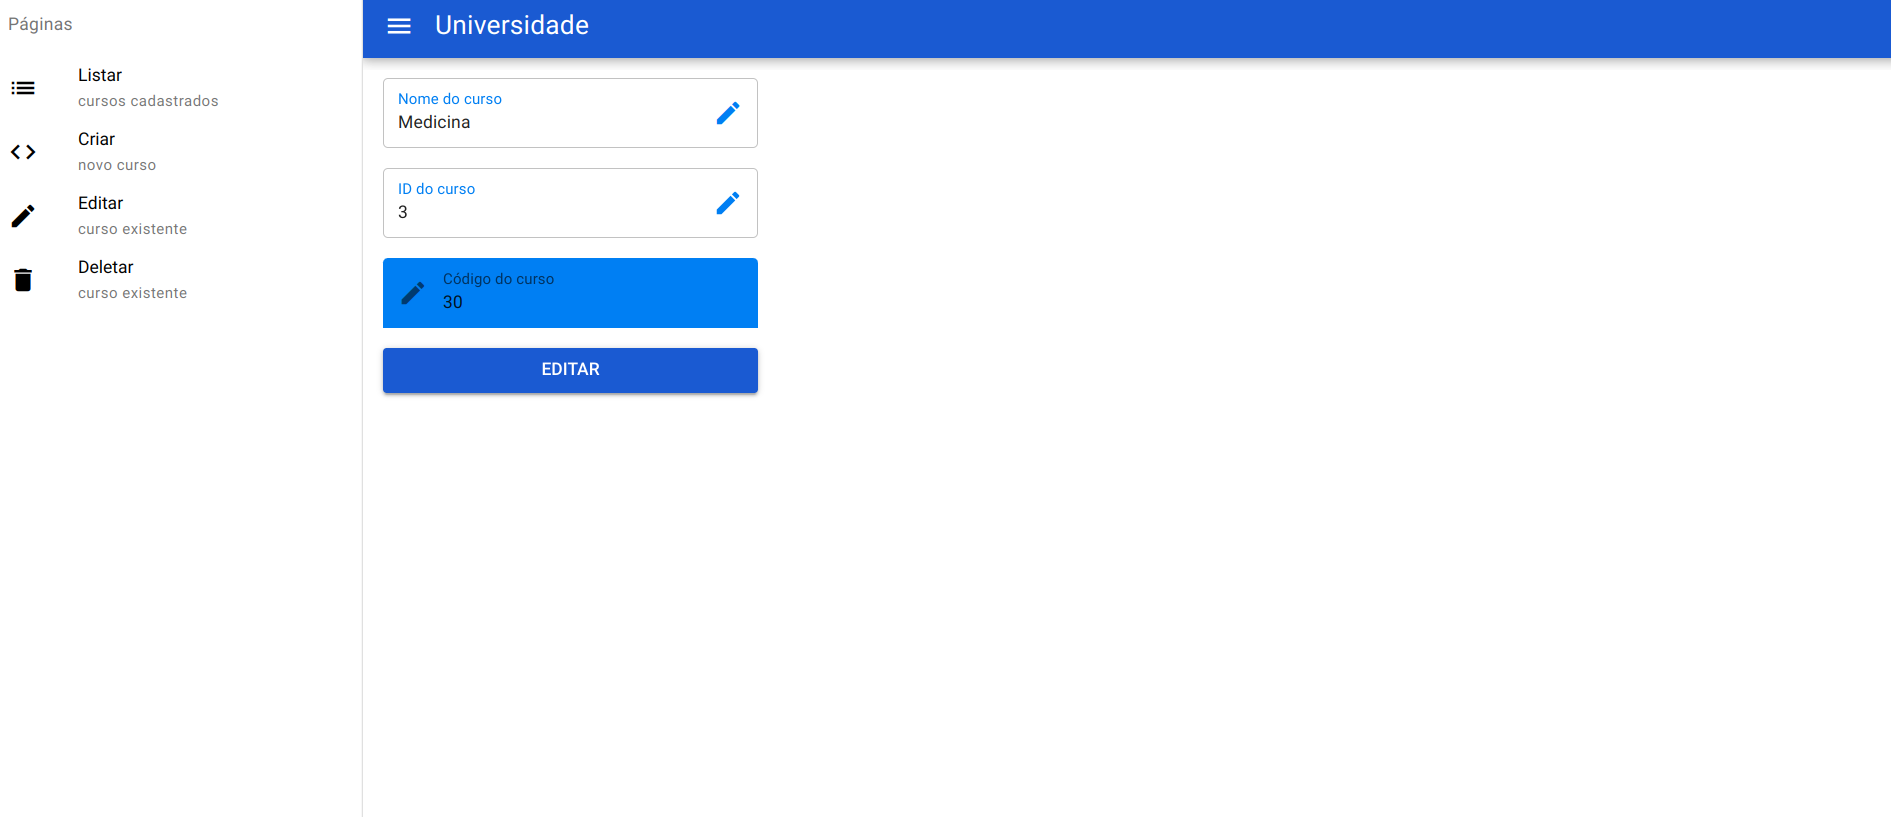 Páginas
Listar
cursos cadastrados
Criar
novo curso
Editar
curso existente
Deletar
curso existente
Universidade
Nome do curso
Medicina
ID do curso
3
Código do curso
30
EDITAR